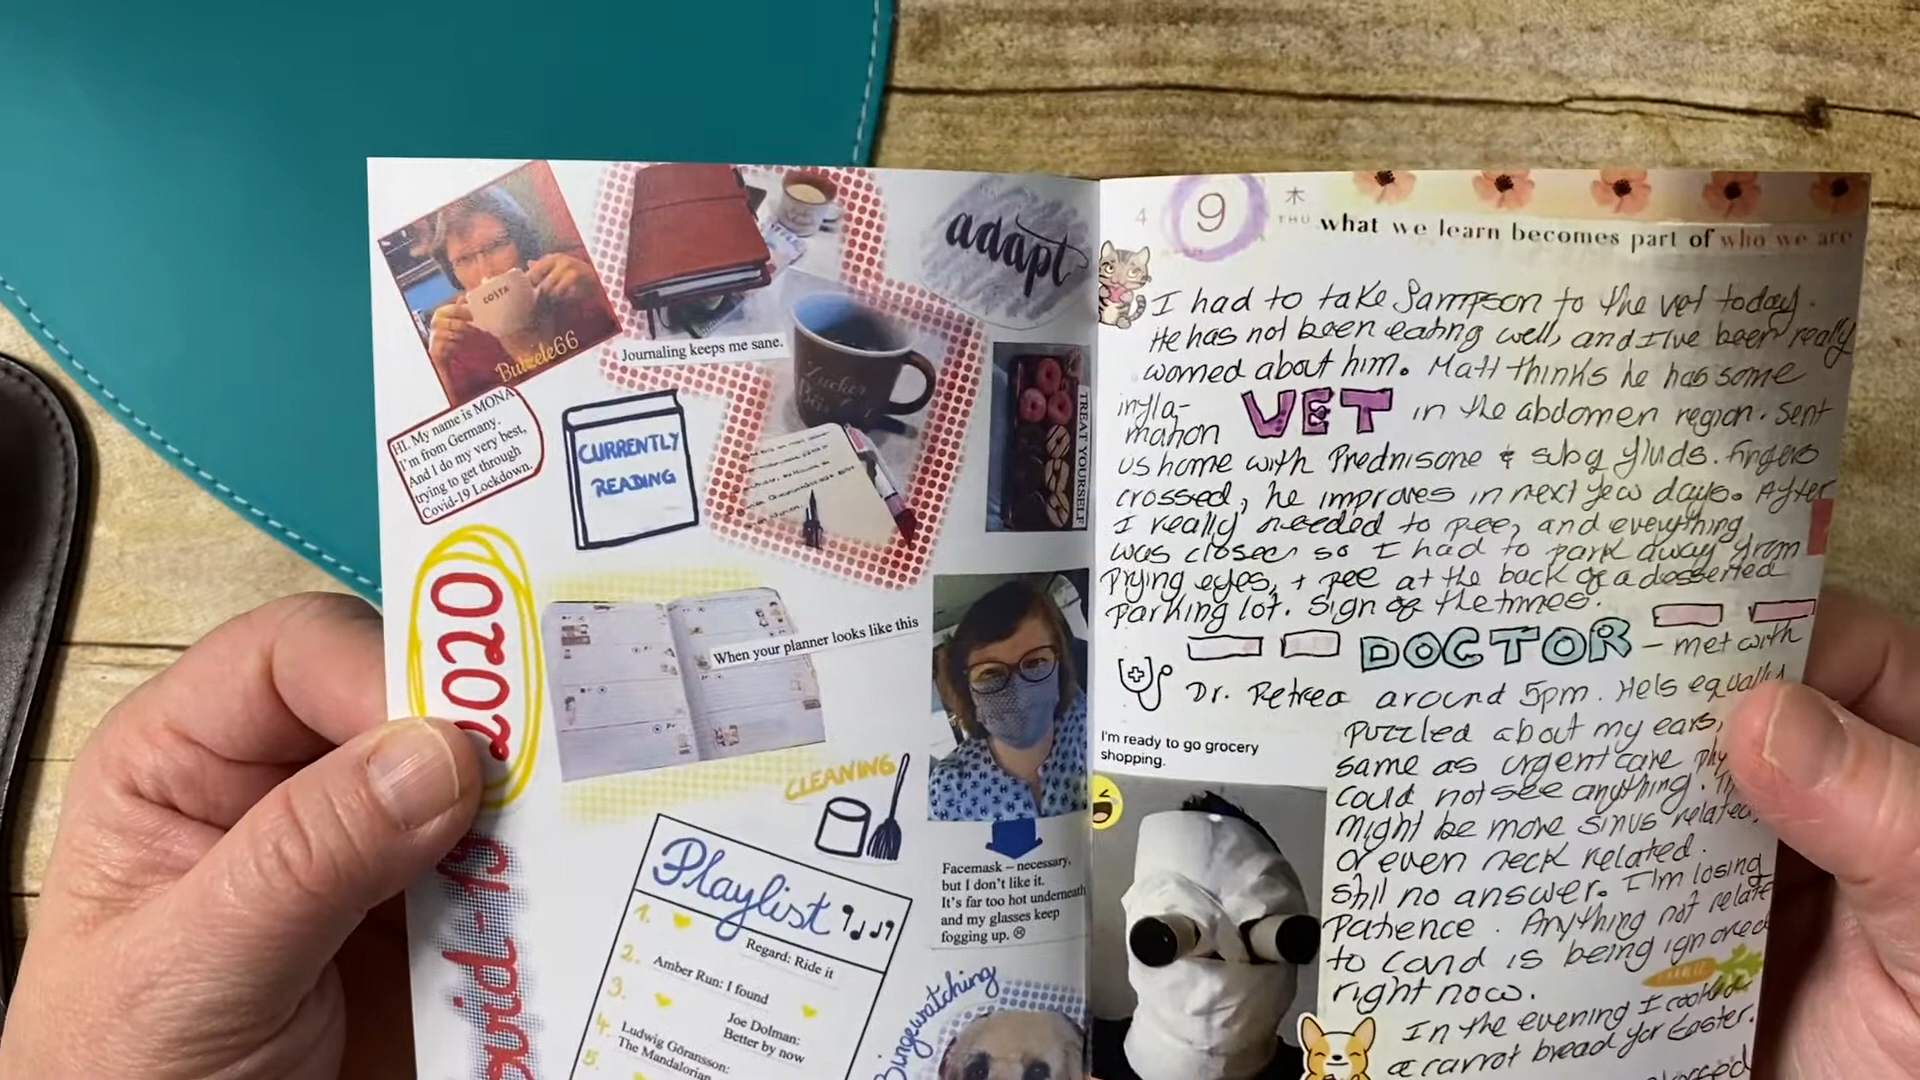 COSTA
Butzele66
HI. My name is MONA
I'm from Germany.
And I do my very best,
trying to get through
Covid-19 Lockdown.
Journaling keeps me sane.
adapt
CURRENTLY
READING
TREAT YOURSELF
2020
When your planner looks like this
CLEANING
Playlist
1.
Regard: Ride it
2.
Amber Run: I found
3.
Joe Dolman:
Better by now
4.
Ludwig Göransson:
The Mandalorian
5.
Facemask – necessary,
but I don't like it.
It's far too hot underneath
and my glasses keep
fogging up. ☹
Bingewatching
4 9 木
THU
what we learn becomes part of who we are
I had to take Sampson to the vet today.
He has not been eating well, and I've been really
worried about him. Matt thinks he has some
infla-
mation VET in the abdomen region. Sent
us home with Prednisone & subq fluds. Fingers
crossed, he improves in next few days. After
I really needed to pee, and everything
was closed so I had to park away from
Prying eyes, + pee at the back of a desserted
parking lot. Sign of the times.
DOCTOR – met with
Dr. Petrea around 5pm. He's equally
puzzled about my ears,
same as urgent care
could not see anything.
might be more sinus related,
or even neck related.
still no answer. I'm losing
Patience. Anything not relate
to covid is being ignored
right now.
In the evening I cooked
a carrot bread for Easter.
I'm ready to go grocery
shopping.